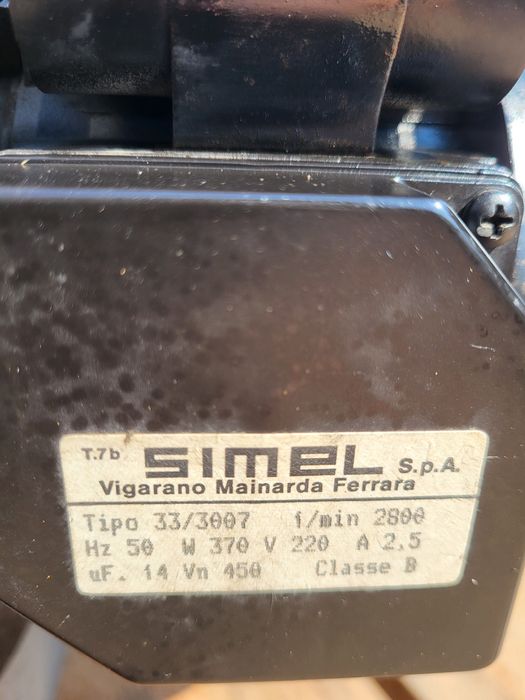 T.7b SIMEL S.p.A.
Vigarano Mainarda Ferrara
Tipo 33/3007 1/min 2800
Hz 50 W 370 V 220 A 2,5
uF. 14 Vn 450 Classe B